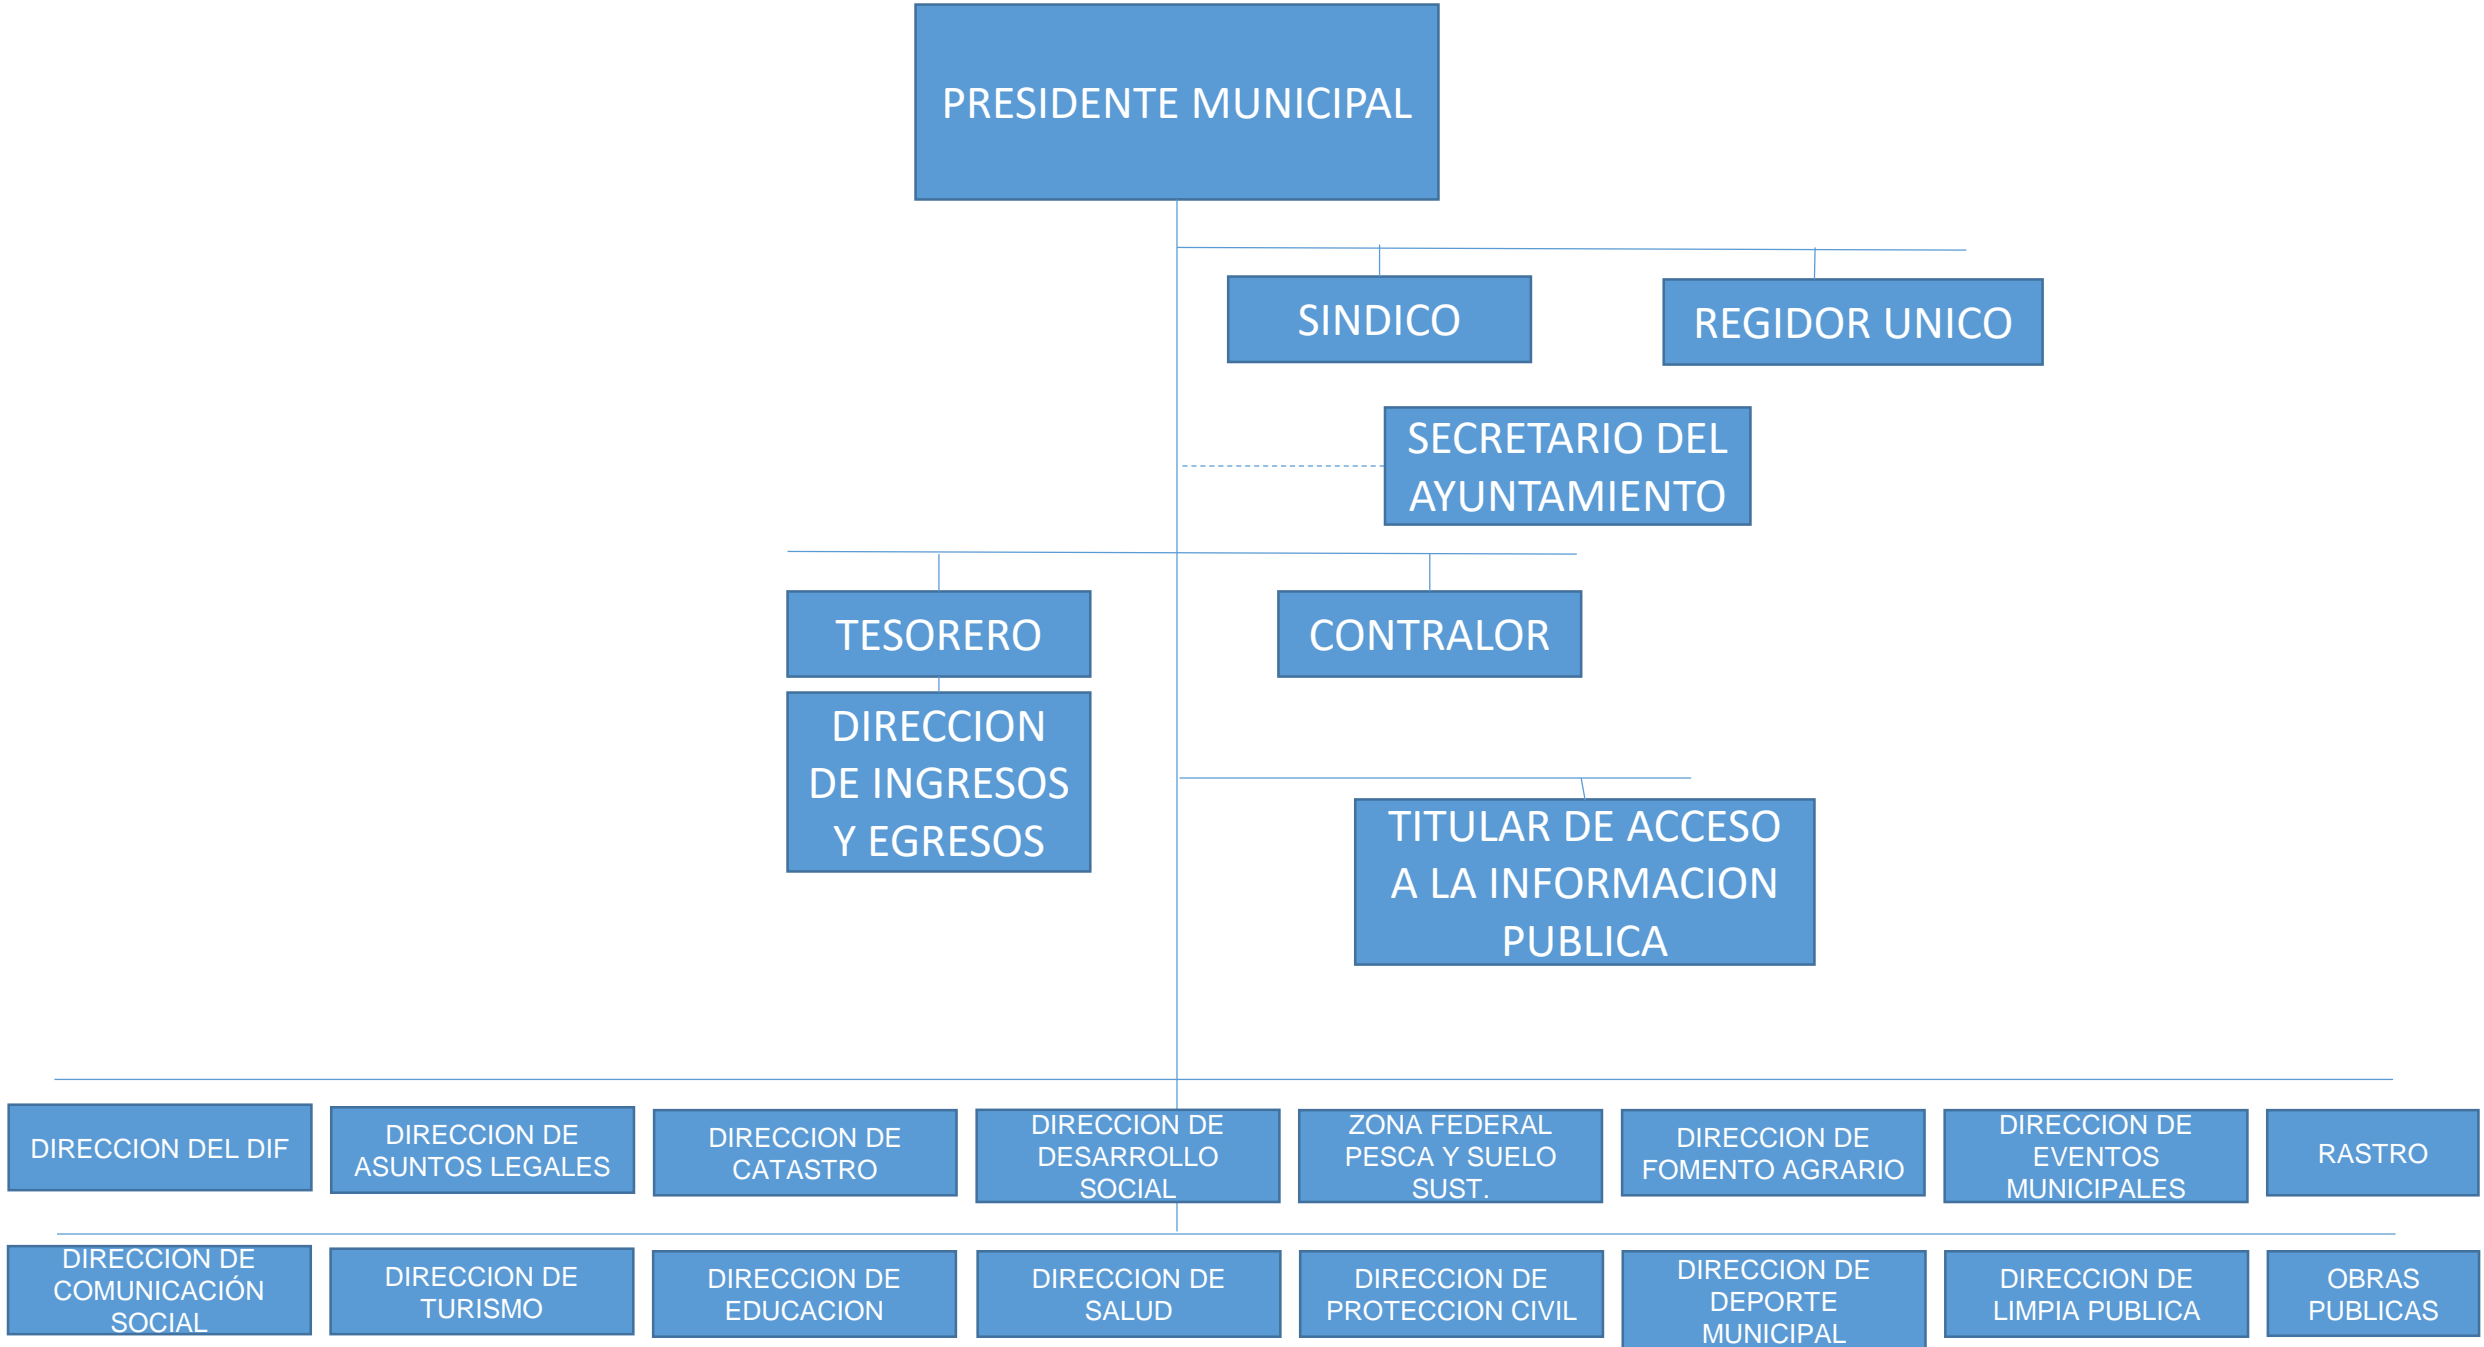 PRESIDENTE MUNICIPAL
SINDICO
REGIDOR UNICO
SECRETARIO DEL
AYUNTAMIENTO
TESORERO
CONTRALOR
DIRECCION
DE INGRESOS
Y EGRESOS
TITULAR DE ACCESO
A LA INFORMACION
PUBLICA
DIRECCION DEL DIF
DIRECCION DE
ASUNTOS LEGALES
DIRECCION DE
CATASTRO
DIRECCION DE
DESARROLLO
SOCIAL
ZONA FEDERAL
PESCA Y SUELO
SUST.
DIRECCION DE
FOMENTO AGRARIO
DIRECCION DE
EVENTOS
MUNICIPALES
RASTRO
DIRECCION DE
COMUNICACIÓN
SOCIAL
DIRECCION DE
TURISMO
DIRECCION DE
EDUCACION
DIRECCION DE
SALUD
DIRECCION DE
PROTECCION CIVIL
DIRECCION DE
DEPORTE
MUNICIPAL
DIRECCION DE
LIMPIA PUBLICA
OBRAS
PUBLICAS